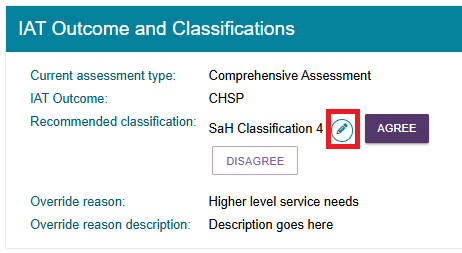 IAT Outcome and Classifications
Current assessment type: Comprehensive Assessment
IAT Outcome: CHSP
Recommended classification: SaH Classification 4 AGREE
DISAGREE
Override reason: Higher level service needs
Override reason description: Description goes here